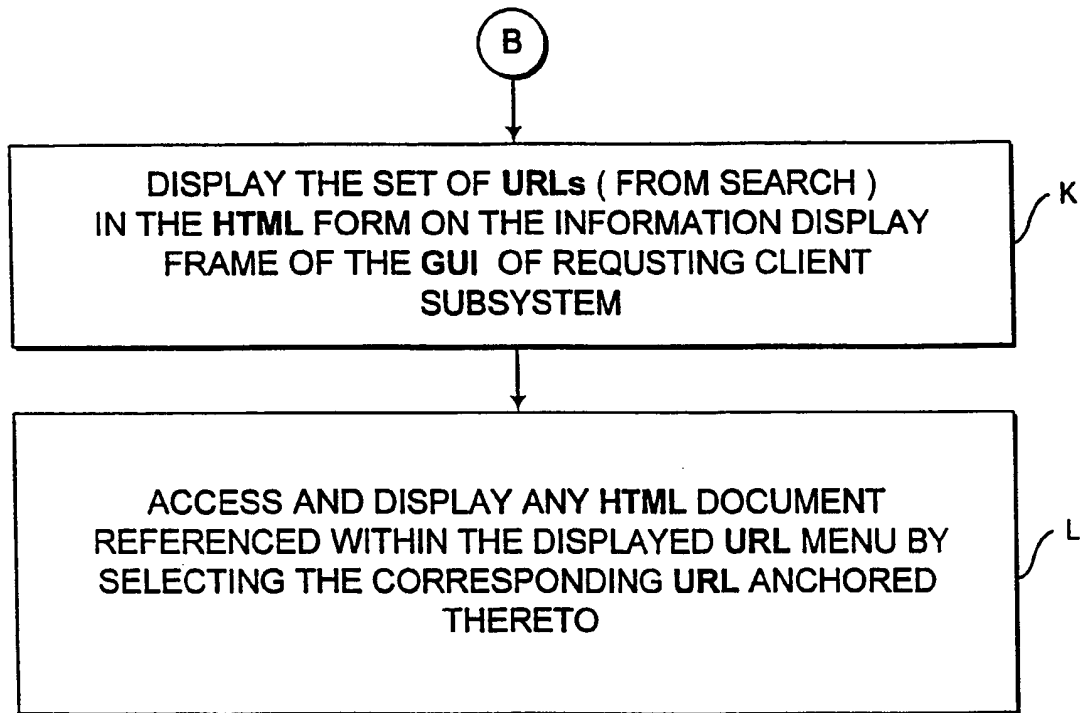 B
DISPLAY THE SET OF URLs ( FROM SEARCH )
IN THE HTML FORM ON THE INFORMATION DISPLAY
FRAME OF THE GUI OF REQUSTING CLIENT
SUBSYSTEM
K
ACCESS AND DISPLAY ANY HTML DOCUMENT
REFERENCED WITHIN THE DISPLAYED URL MENU BY
SELECTING THE CORRESPONDING URL ANCHORED
THERETO
L